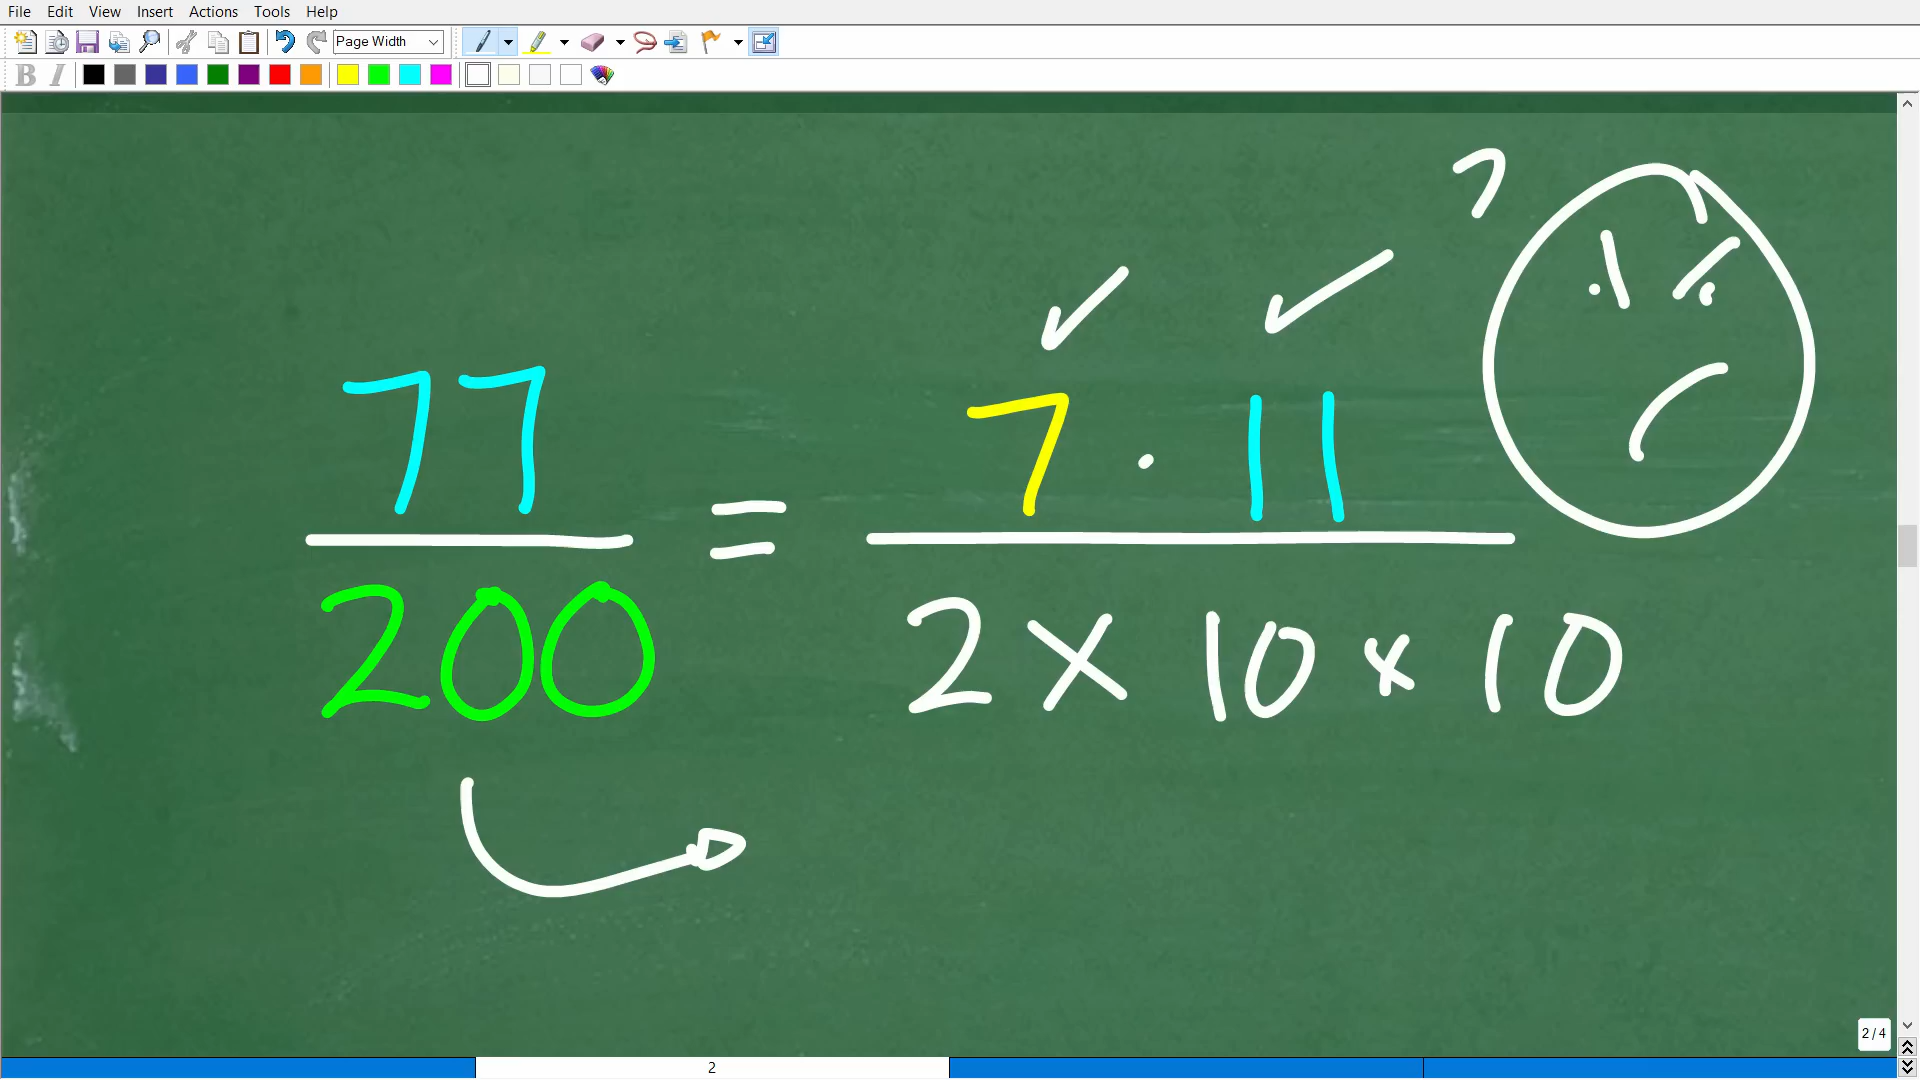 File Edit View Insert Actions Tools Help
Page Width
B I
77 7 · 11
= 
200 2 × 10 × 10
2 / 4
2